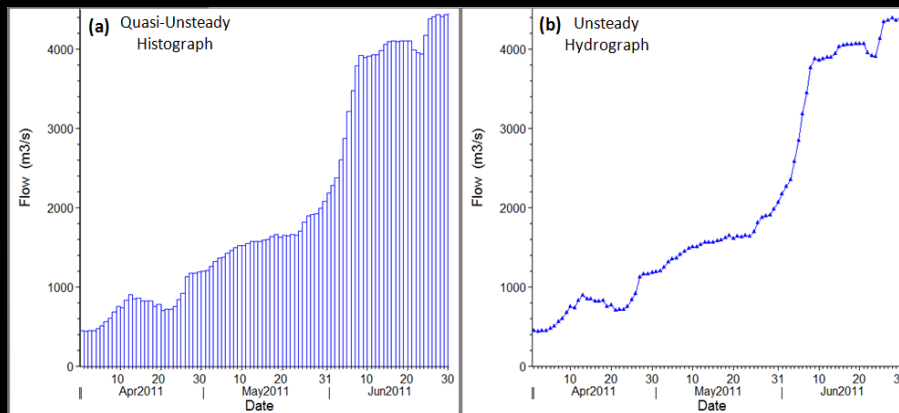 (a) Quasi-Unsteady
Histograph
4000
3000
2000
1000
0
Flow (m3/s)
10 20 30 10 20 31 10 20 30
Apr2011 May2011 Jun2011
Date
(b) Unsteady
Hydrograph
4000
3000
2000
1000
0
Flow (m3/s)
10 20 30 10 20 31 10 20 30
Apr2011 May2011 Jun2011
Date